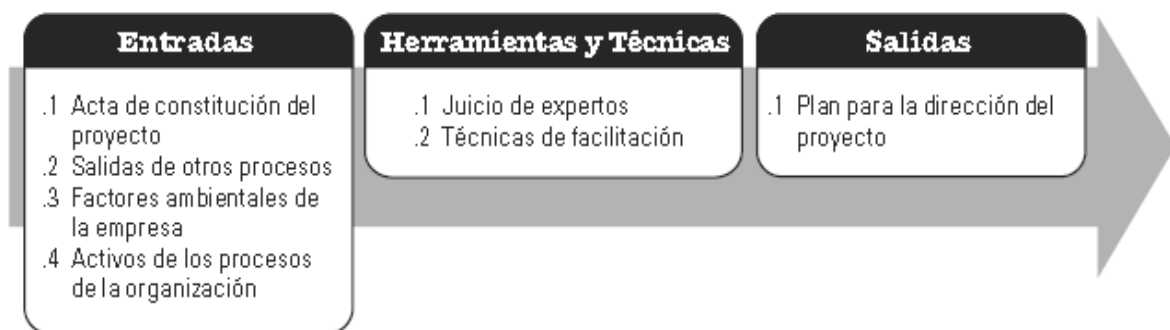 Entradas
.1 Acta de constitución del
proyecto
.2 Salidas de otros procesos
.3 Factores ambientales de
la empresa
.4 Activos de los procesos
de la organización
Herramientas y Técnicas
.1 Juicio de expertos
.2 Técnicas de facilitación
Salidas
.1 Plan para la dirección del
proyecto